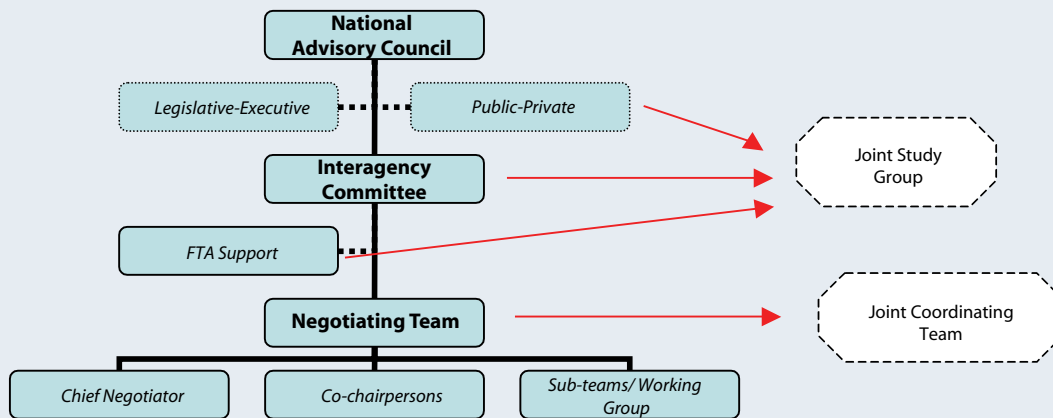 National
Advisory Council
Legislative-Executive
Public-Private
Joint Study
Group
Interagency
Committee
FTA Support
Negotiating Team
Joint Coordinating
Team
Chief Negotiator
Co-chairpersons
Sub-teams/ Working
Group